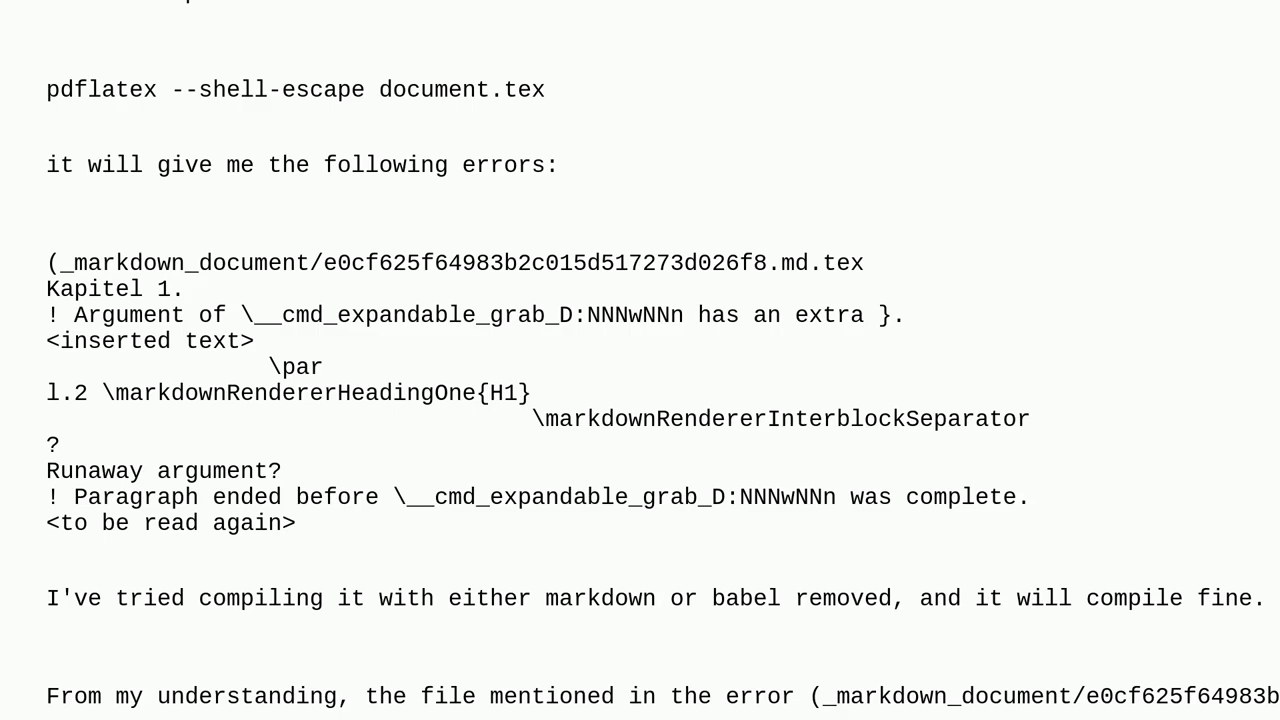 pdflatex --shell-escape document.tex
it will give me the following errors:
(_markdown_document/e0cf625f64983b2c015d517273d026f8.md.tex
Kapitel 1.
! Argument of \__cmd_expandable_grab_D:NNNwNNn has an extra }.
<inserted text>
\par
l.2 \markdownRendererHeadingOne{H1}
\markdownRendererInterblockSeparator
?
Runaway argument?
! Paragraph ended before \__cmd_expandable_grab_D:NNNwNNn was complete.
<to be read again>
I've tried compiling it with either markdown or babel removed, and it will compile fine.
From my understanding, the file mentioned in the error (_markdown_document/e0cf625f64983b